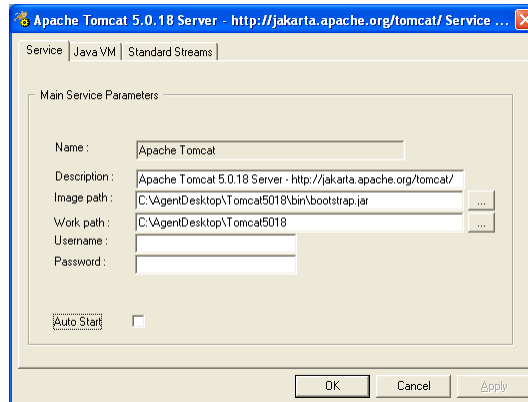 Apache Tomcat 5.0.18 Server - http://jakarta.apache.org/tomcat/ Service ...
Service Java VM Standard Streams
Main Service Parameters
Name : Apache Tomcat
Description : Apache Tomcat 5.0.18 Server - http://jakarta.apache.org/tomcat/
Image path : C:\AgentDesktop\Tomcat5018\bin\bootstrap.jar ...
Work path : C:\AgentDesktop\Tomcat5018 ...
Username :
Password :
Auto Start
OK Cancel Apply